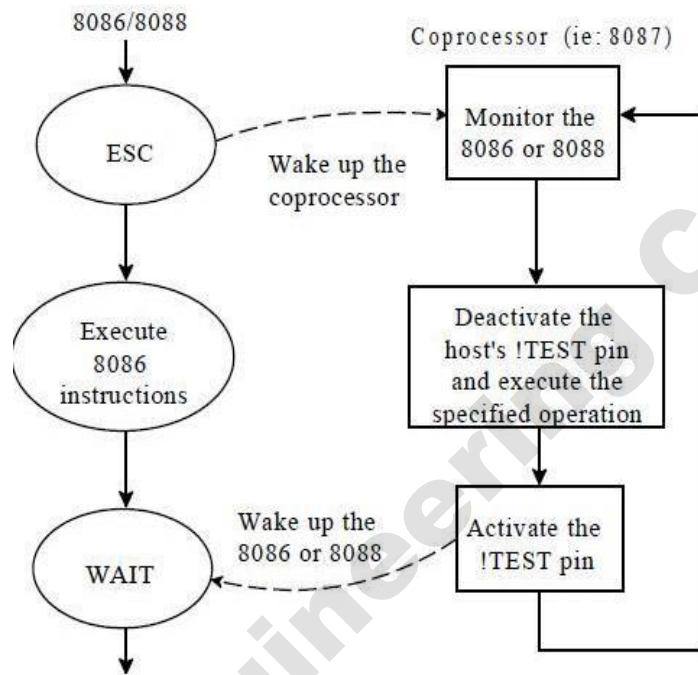 8086/8088
Coprocessor (ie: 8087)
ESC
Wake up the
coprocessor
Monitor the
8086 or 8088
Execute
8086
instructions
Deactivate the
host's !TEST pin
and execute the
specified operation
WAIT
Wake up the
8086 or 8088
Activate the
!TEST pin